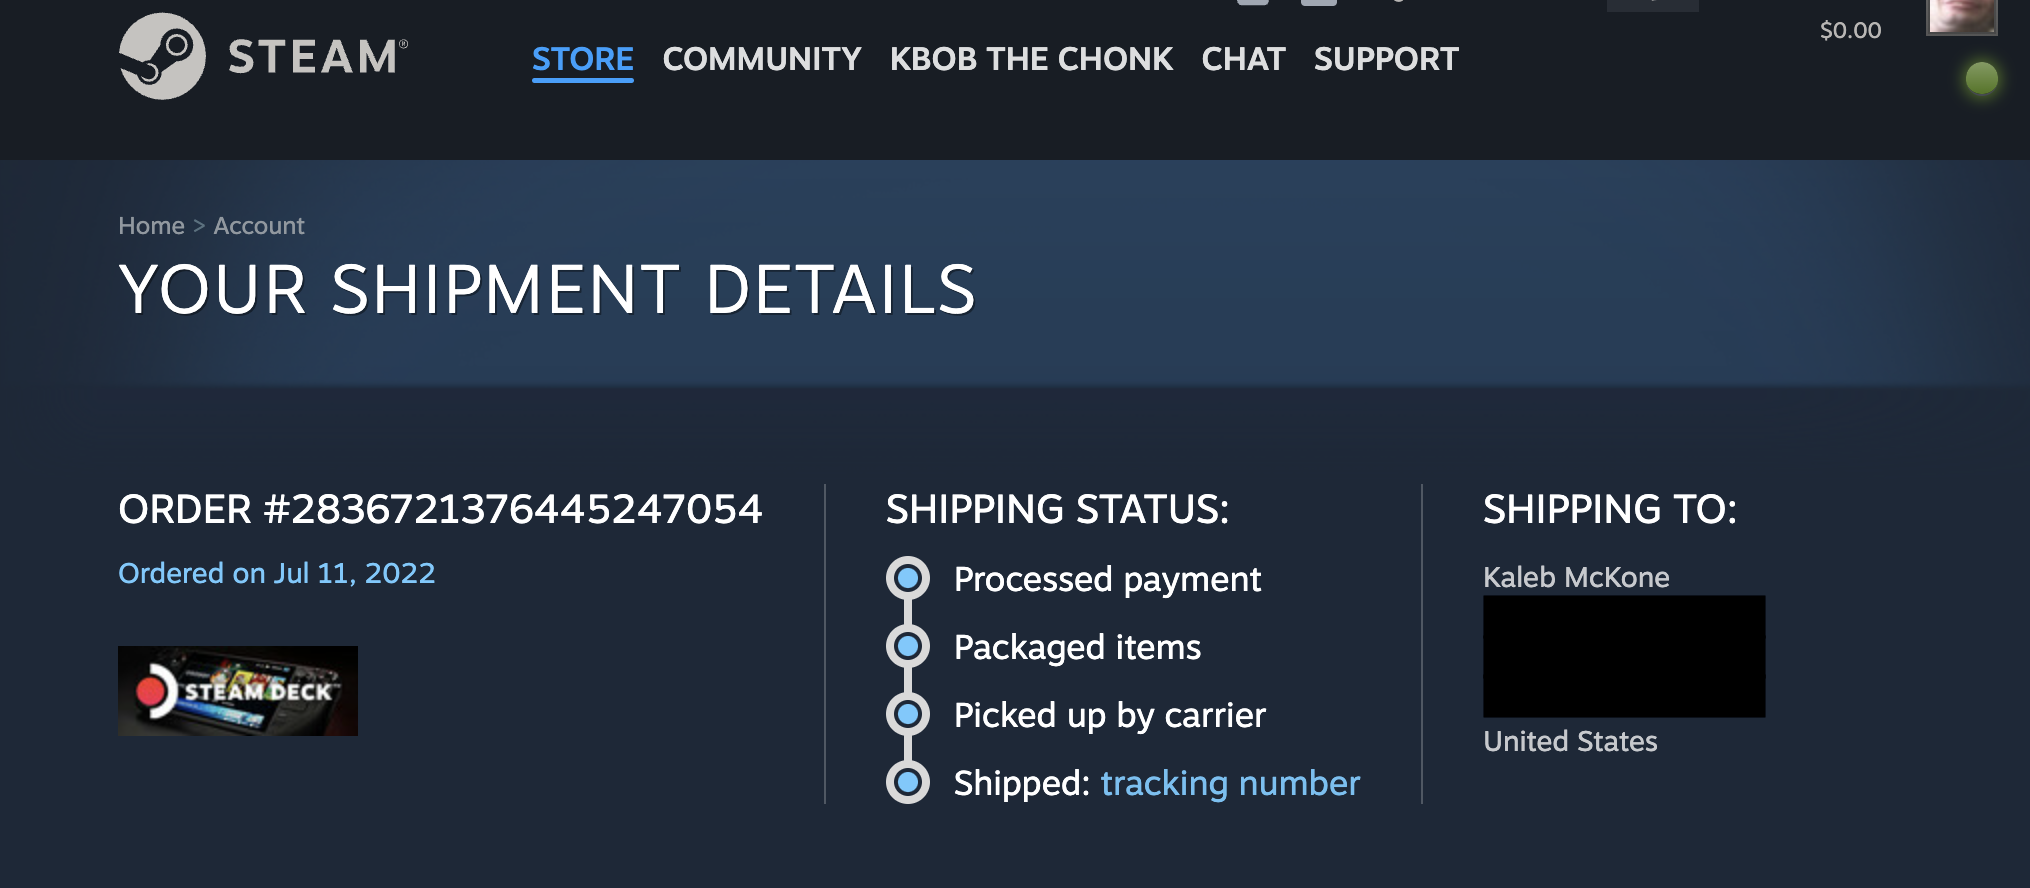 STEAM®
STORE COMMUNITY KBOB THE CHONK CHAT SUPPORT
$0.00
Home > Account
YOUR SHIPMENT DETAILS
ORDER #2836721376445247054
Ordered on Jul 11, 2022
STEAM DECK
SHIPPING STATUS:
Processed payment
Packaged items
Picked up by carrier
Shipped: tracking number
SHIPPING TO:
Kaleb McKone
United States